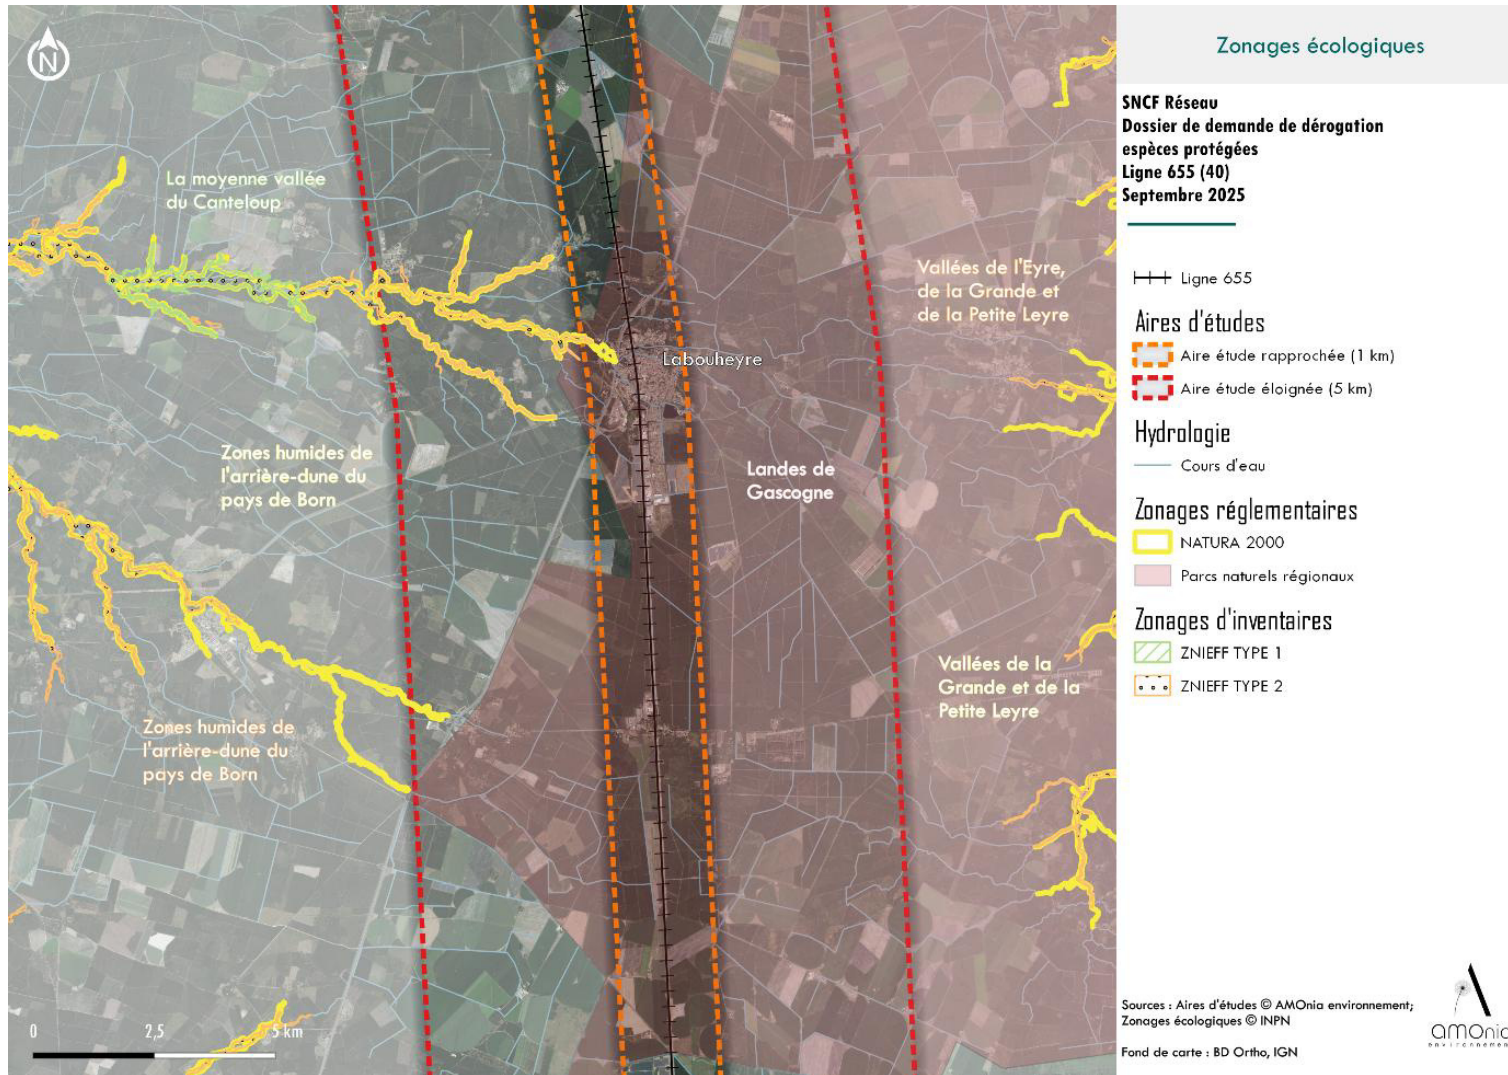 N
La moyenne vallée
du Canteloup
Vallées de l'Eyre,
de la Grande et
de la Petite Leyre
Labouheyre
Zones humides de
l'arrière-dune du
pays de Born
Landes de
Gascogne
Vallées de la
Grande et de la
Petite Leyre
Zones humides de
l'arrière-dune du
pays de Born
0 2,5 5 km
Zonages écologiques
SNCF Réseau
Dossier de demande de dérogation
espèces protégées
Ligne 655 (40)
Septembre 2025
Ligne 655
Aires d'études
Aire étude rapprochée (1 km)
Aire étude éloignée (5 km)
Hydrologie
Cours d'eau
Zonages réglementaires
NATURA 2000
Parcs naturels régionaux
Zonages d'inventaires
ZNIEFF TYPE 1
ZNIEFF TYPE 2
Sources : Aires d'études © AMOnia environnement;
Zonages écologiques © INPN
Fond de carte : BD Ortho, IGN
amOnia
environnement